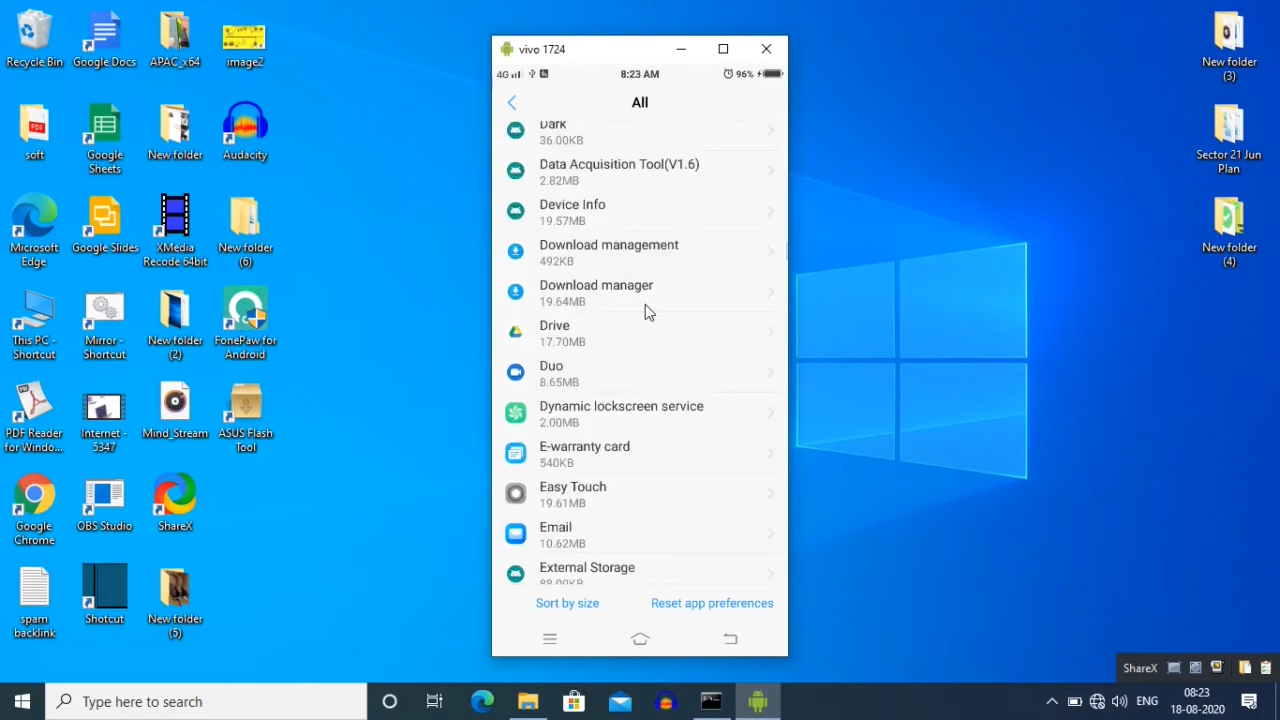 Recycle Bin
Google Docs
APAC_x64
image2
soft
Google
Sheets
New folder
Audacity
Microsoft
Edge
Google Slides
XMedia
Recode 64bit
New folder
(6)
This PC -
Shortcut
Mirror -
Shortcut
New folder
(2)
FonePaw for
Android
PDF Reader
for Windo...
Internet -
5347
Mind_Stream
ASUS Flash
Tool
Google
Chrome
OBS Studio
ShareX
spam
backlink
Shotcut
New folder
(5)
vivo 1724
4G
8:23 AM
96%
All
Dark
36.00KB
Data Acquisition Tool(V1.6)
2.82MB
Device Info
19.57MB
Download management
492KB
Download manager
19.64MB
Drive
17.70MB
Duo
8.65MB
Dynamic lockscreen service
2.00MB
E-warranty card
540KB
Easy Touch
19.61MB
Email
10.62MB
External Storage
88.00KB
Sort by size
Reset app preferences
New folder
(3)
Sector 21 Jun
Plan
New folder
(4)
ShareX
Type here to search
ENG
08:23
18-08-2020